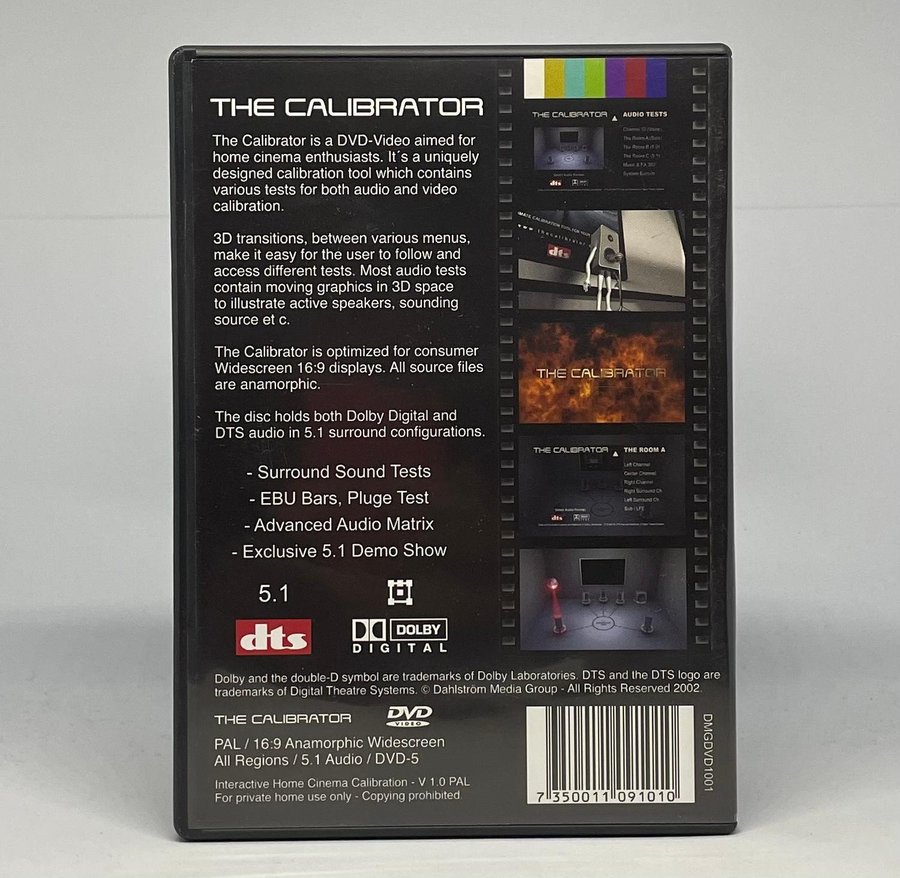 THE CALIBRATOR
The Calibrator is a DVD-Video aimed for
home cinema enthusiasts. It´s a uniquely
designed calibration tool which contains
various tests for both audio and video
calibration.
3D transitions, between various menus,
make it easy for the user to follow and
access different tests. Most audio tests
contain moving graphics in 3D space
to illustrate active speakers, sounding
source et c.
The Calibrator is optimized for consumer
Widescreen 16:9 displays. All source files
are anamorphic.
The disc holds both Dolby Digital and
DTS audio in 5.1 surround configurations.
- Surround Sound Tests
- EBU Bars, Pluge Test
- Advanced Audio Matrix
- Exclusive 5.1 Demo Show
5.1
dts
DOLBY
DIGITAL
THE CALIBRATOR AUDIO TESTS
dts
dts
THE CALIBRATOR
THE CALIBRATOR THE ROOM A
Left Channel
Center Channel
Right Channel
Right Surround Ch
Left Surround Ch
Sub / LFE
dts
Dolby and the double-D symbol are trademarks of Dolby Laboratories. DTS and the DTS logo are
trademarks of Digital Theatre Systems. © Dahlström Media Group - All Rights Reserved 2002.
THE CALIBRATOR
DVD
VIDEO
PAL / 16:9 Anamorphic Widescreen
All Regions / 5.1 Audio / DVD-5
Interactive Home Cinema Calibration - V 1.0 PAL
For private home use only - Copying prohibited.
7 350011 091010
DMGDVD1001